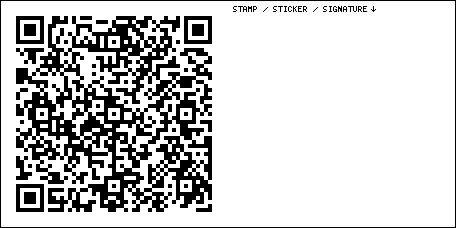 STAMP / STICKER / SIGNATURE ↓